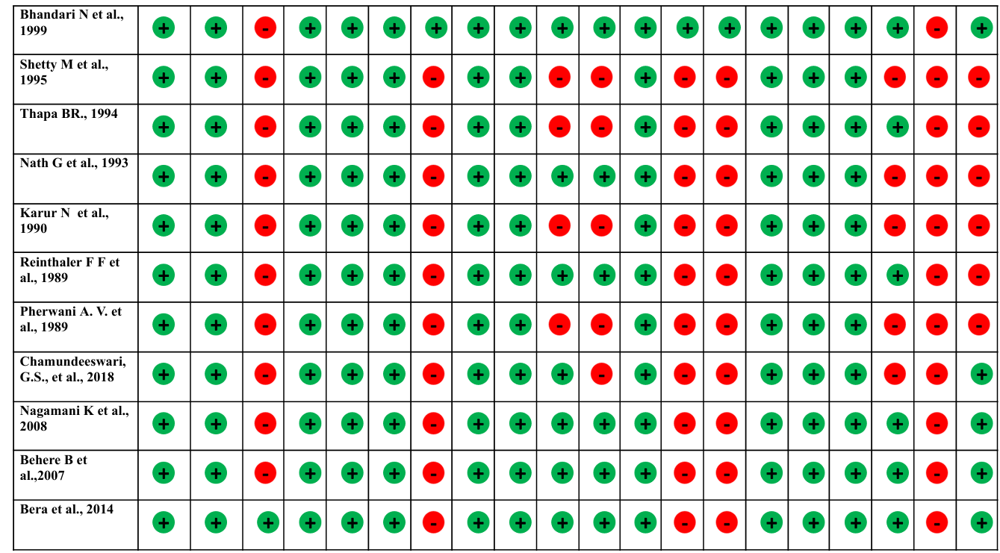 Bhandari N et al.,
1999
+ + - + + + + + + + + + + + + + + + - +
Shetty M et al.,
1995
+ + - + + + - + + - - + - - + + + - - -
Thapa BR., 1994
+ + - + + + - + + - - + - - + + + + - -
Nath G et al., 1993
+ + - + + + - + + + + + - - + + + - - -
Karur N et al.,
1990
+ + - + + + - + + - - + - - + + + - - -
Reinthaler F F et
al., 1989
+ + - + + + - + + + + + - - + + + + - -
Pherwani A. V. et
al., 1989
+ + - + + + - + + - - + - - + + + - - -
Chamundeeswari,
G.S., et al., 2018
+ + - + + + - + + + - + - - + + + - - +
Nagamani K et al.,
2008
+ + - + + + - + + + + + - - + + + + - +
Behere B et
al.,2007
+ + - + + + - + + + + + - - + + + + - +
Bera et al., 2014
+ + + + + + - + + + + + - - + + + + - +